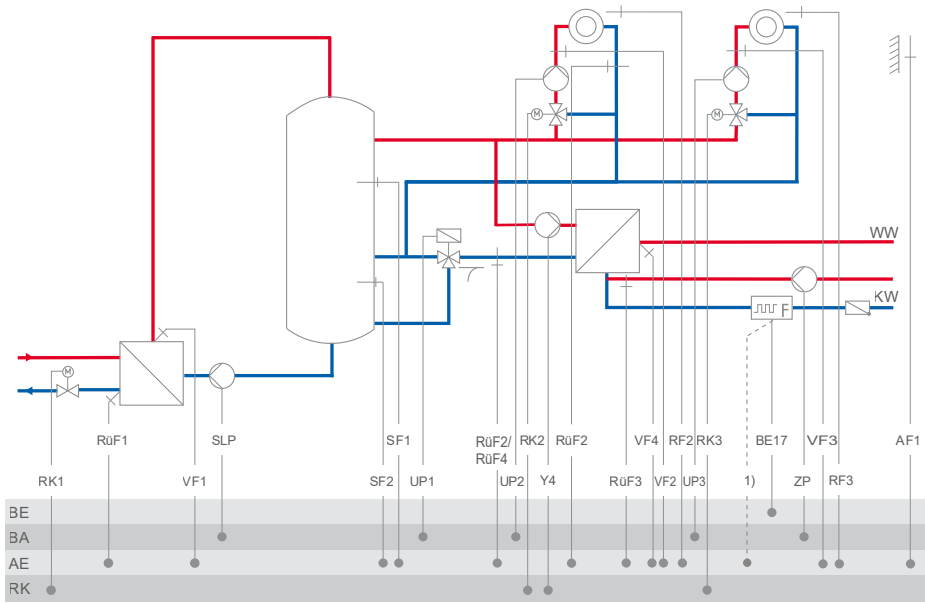 M
M
WW
KW
F
M
RüF1
SLP
SF1
RüF2/
RüF4
RK2
RüF2
VF4
RF2
RK3
BE17
VF3
AF1
RK1
VF1
SF2
UP1
UP2
Y4
RüF3
VF2
UP3
1)
ZP
RF3
BE
BA
AE
RK